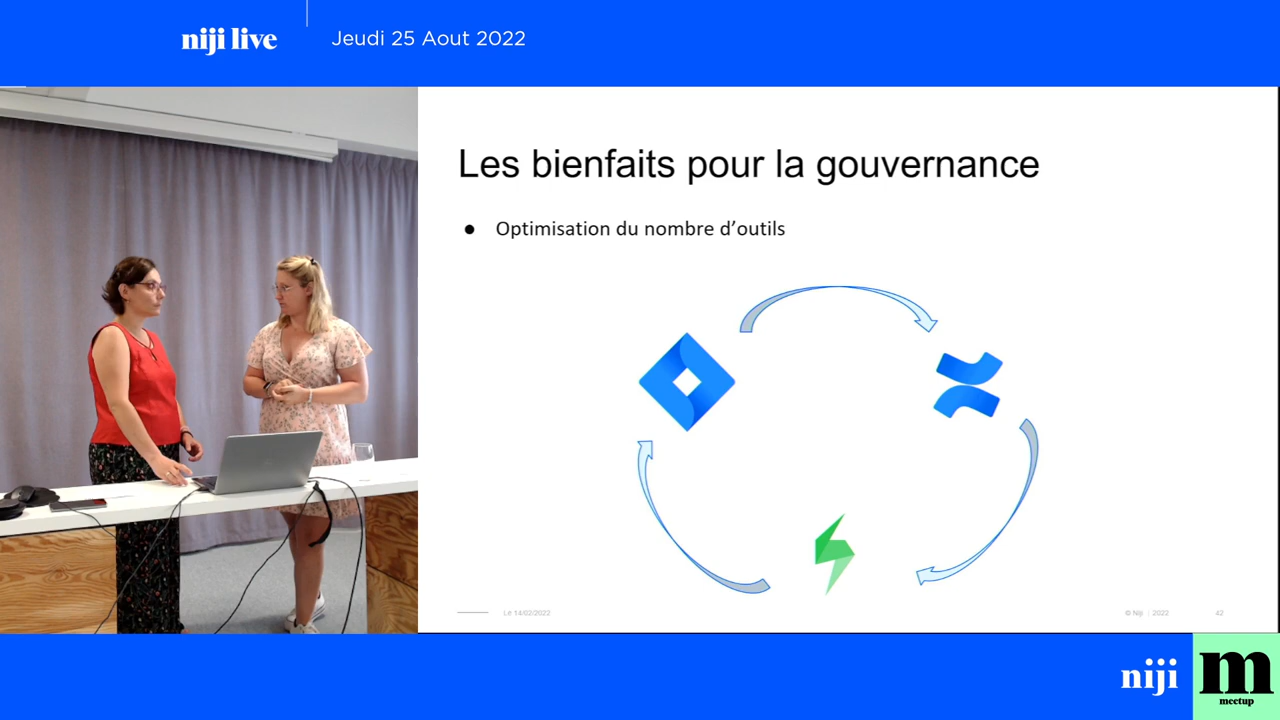 niji live
Jeudi 25 Aout 2022
Les bienfaits pour la gouvernance
● Optimisation du nombre d’outils
Le 14/02/2022
© Niji | 2022
42
niji
m
meetup